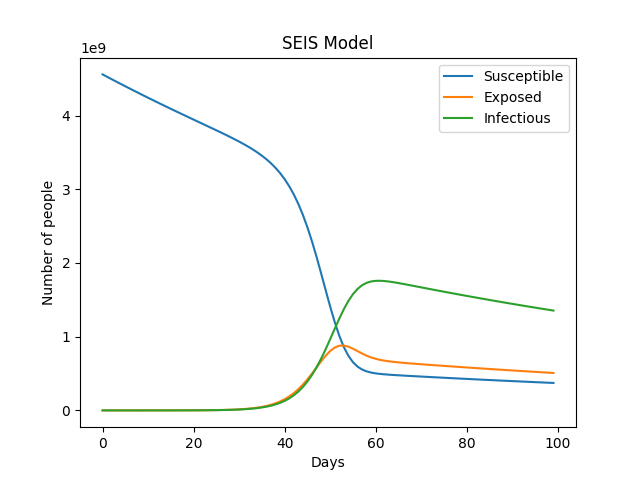 SEIS Model
1e9
Susceptible
Exposed
Infectious
4
3
2
1
0
Number of people
0 20 40 60 80 100
Days